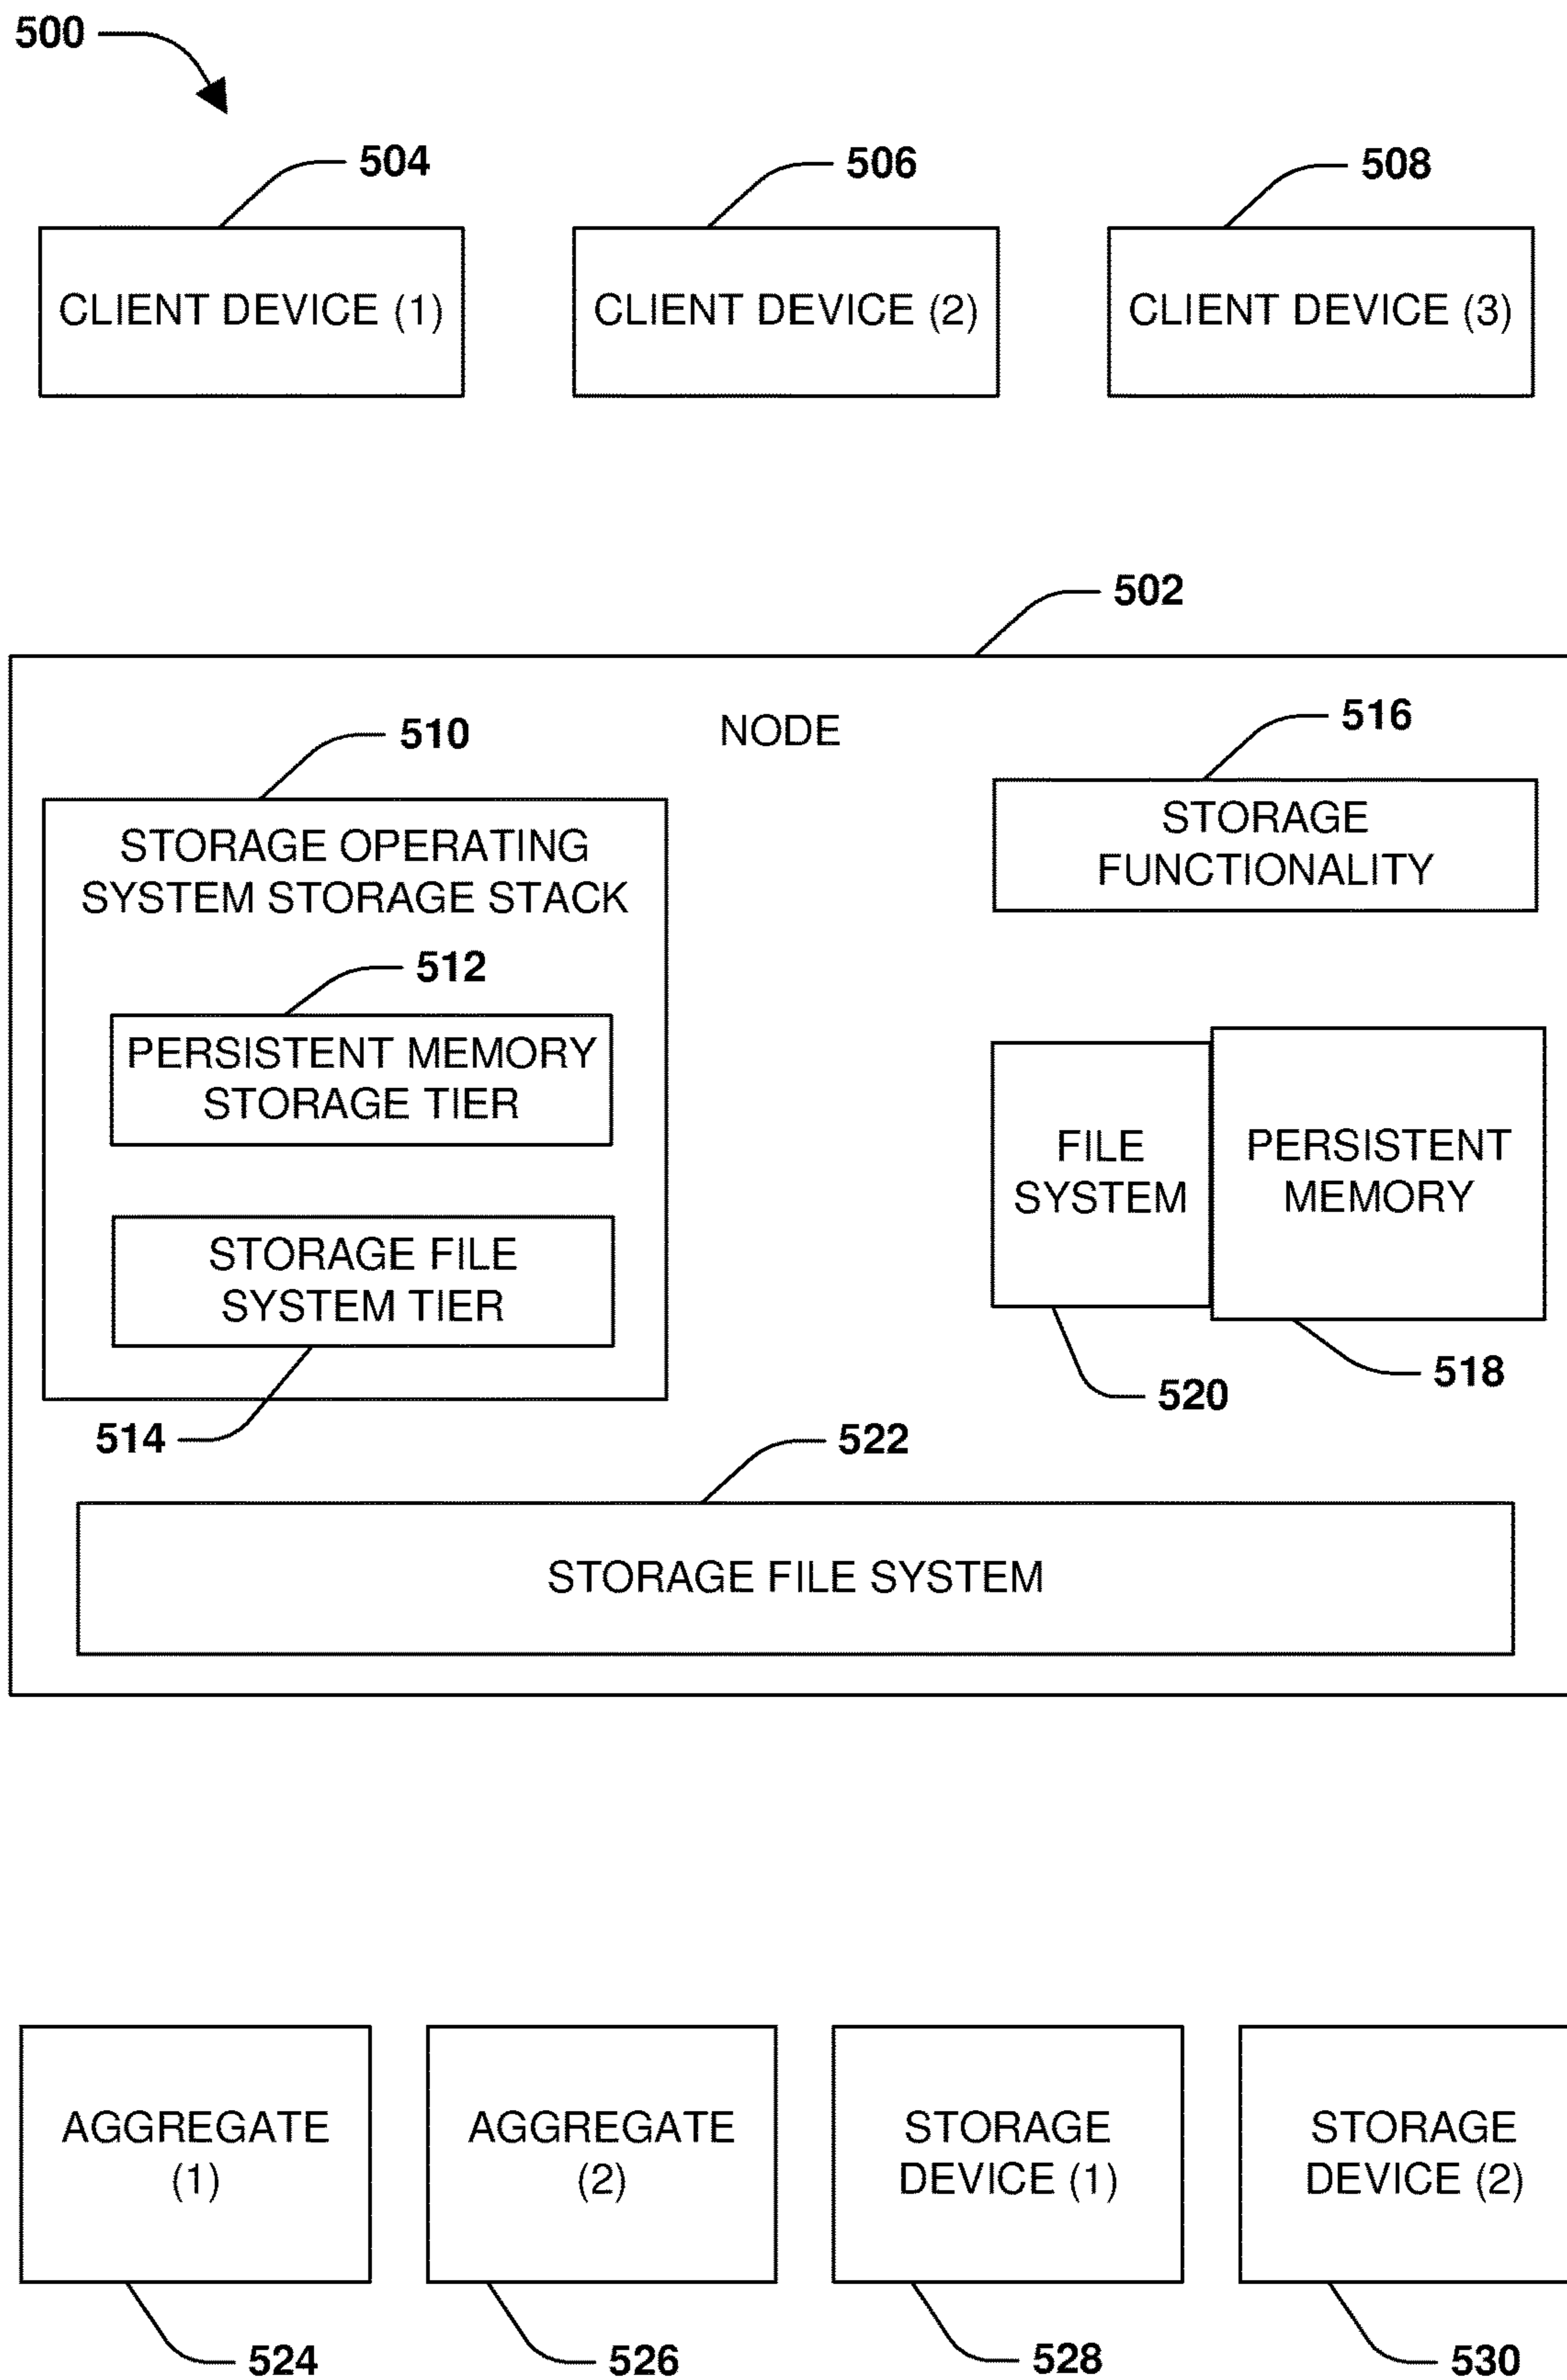 500
504
506
508
CLIENT DEVICE (1)
CLIENT DEVICE (2)
CLIENT DEVICE (3)
502
NODE
510
516
STORAGE OPERATING
SYSTEM STORAGE STACK
STORAGE
FUNCTIONALITY
512
PERSISTENT MEMORY
STORAGE TIER
FILE
SYSTEM
PERSISTENT
MEMORY
STORAGE FILE
SYSTEM TIER
518
520
514
522
STORAGE FILE SYSTEM
AGGREGATE
(1)
AGGREGATE
(2)
STORAGE
DEVICE (1)
STORAGE
DEVICE (2)
524
526
528
530